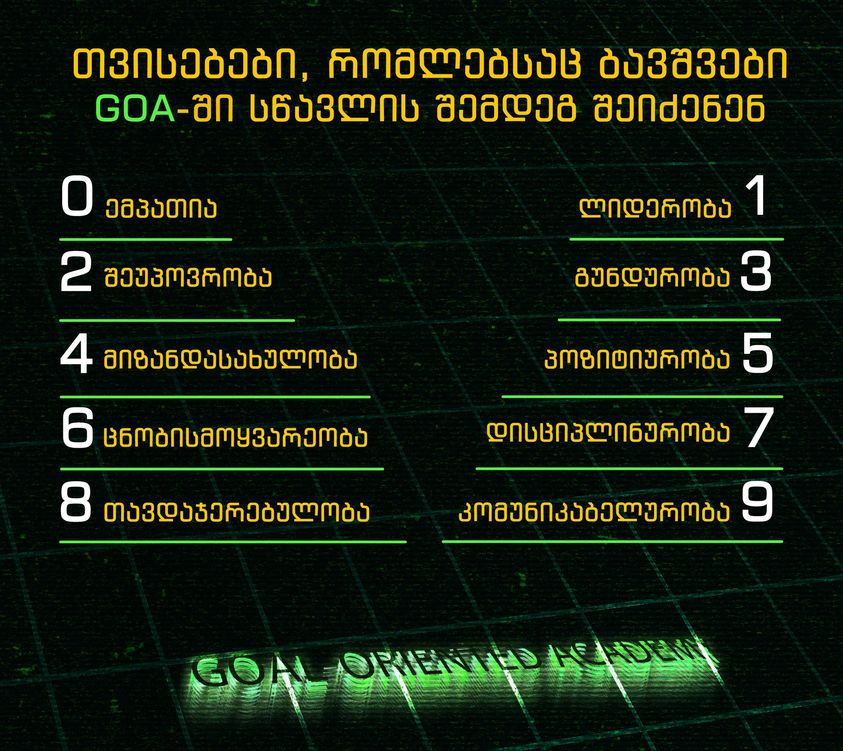 თვისებები, რომლებსაც ბავშვები
GOA-ში სწავლის შემდეგ შეიძენენ
0 ემპათია
ლიდერობა 1
2 შეუპოვრობა
გუნდურობა 3
4 მიზანდასახულობა
პოზიტიურობა 5
6 ცნობისმოყვარეობა
დისციპლინურობა 7
8 თავდაჯერებულობა
კომუნიკაბელურობა 9
GOAL ORIENTED ACADEMY